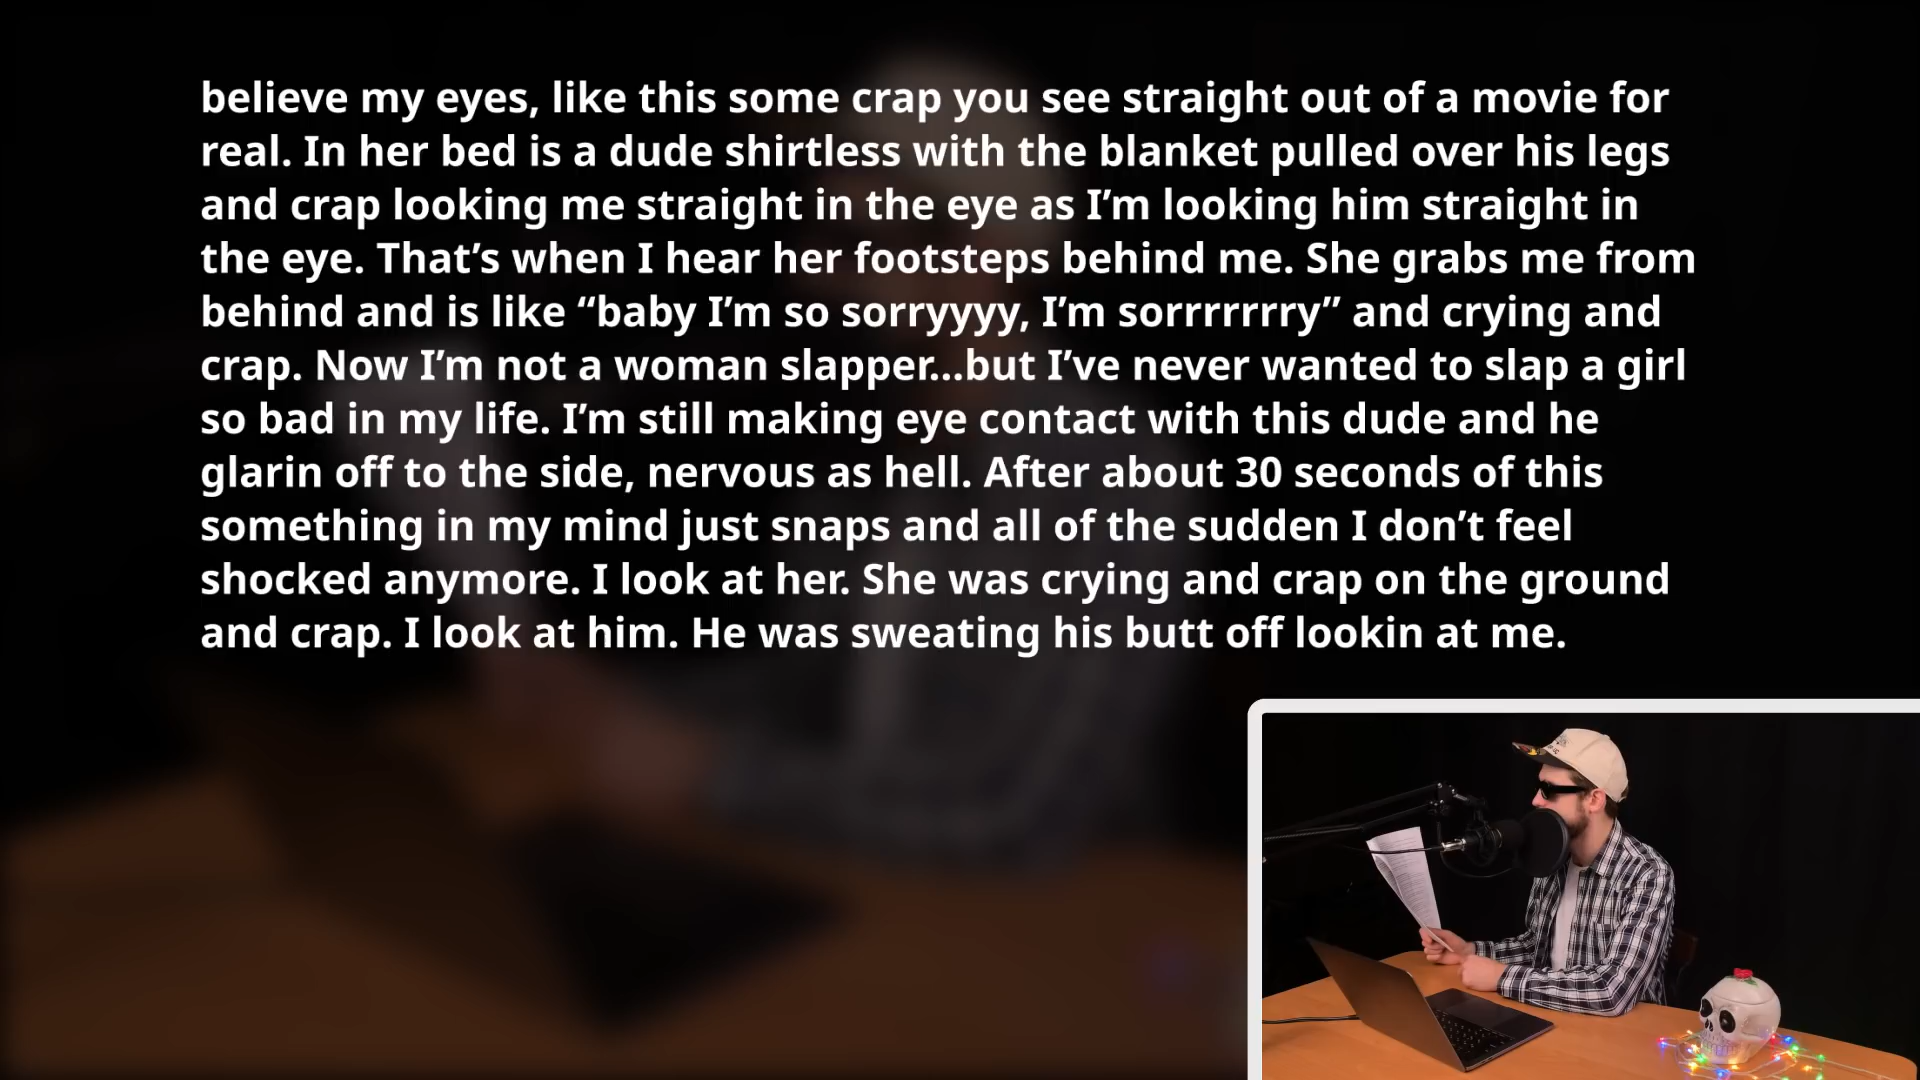 believe my eyes, like this some crap you see straight out of a movie for
real. In her bed is a dude shirtless with the blanket pulled over his legs
and crap looking me straight in the eye as I’m looking him straight in
the eye. That’s when I hear her footsteps behind me. She grabs me from
behind and is like “baby I’m so sorryyyy, I’m sorrrrrrry” and crying and
crap. Now I’m not a woman slapper...but I’ve never wanted to slap a girl
so bad in my life. I’m still making eye contact with this dude and he
glarin off to the side, nervous as hell. After about 30 seconds of this
something in my mind just snaps and all of the sudden I don’t feel
shocked anymore. I look at her. She was crying and crap on the ground
and crap. I look at him. He was sweating his butt off lookin at me.